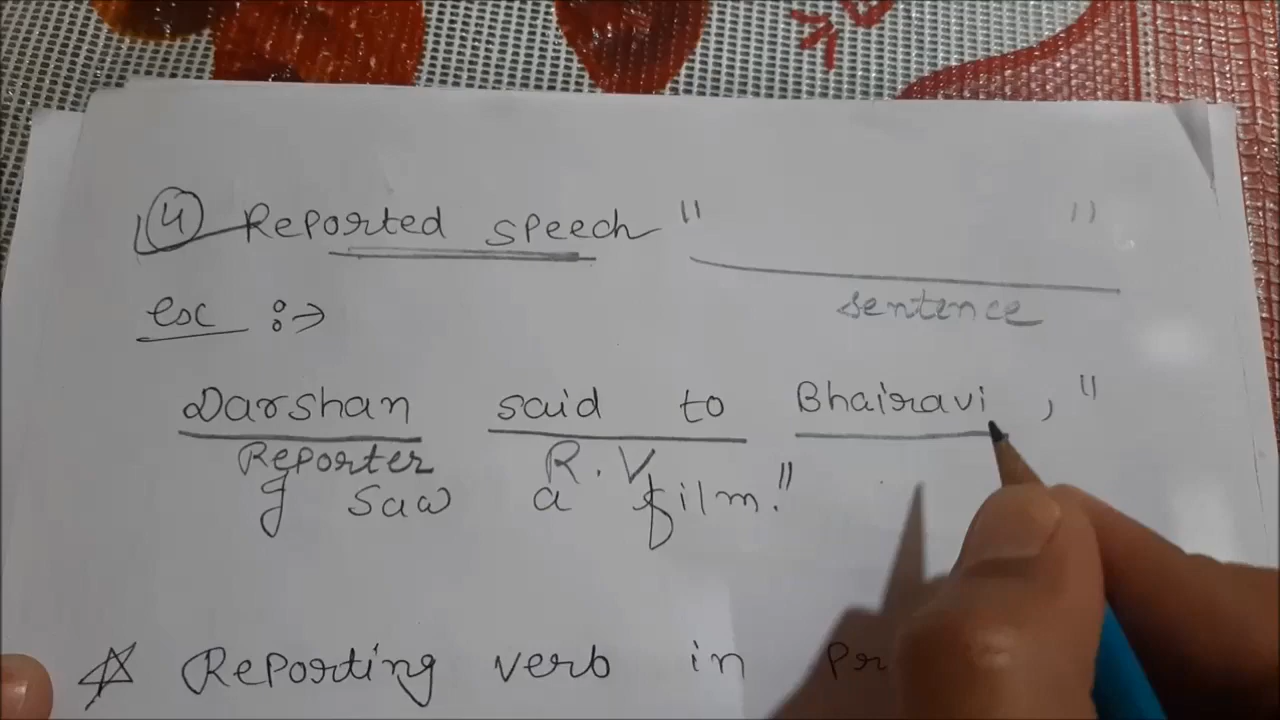 4 Reported speech " "
sentence
ex :→
Darshan said to Bhairavi , "
Reporter R. V
I saw a film."
☆ Reporting verb in